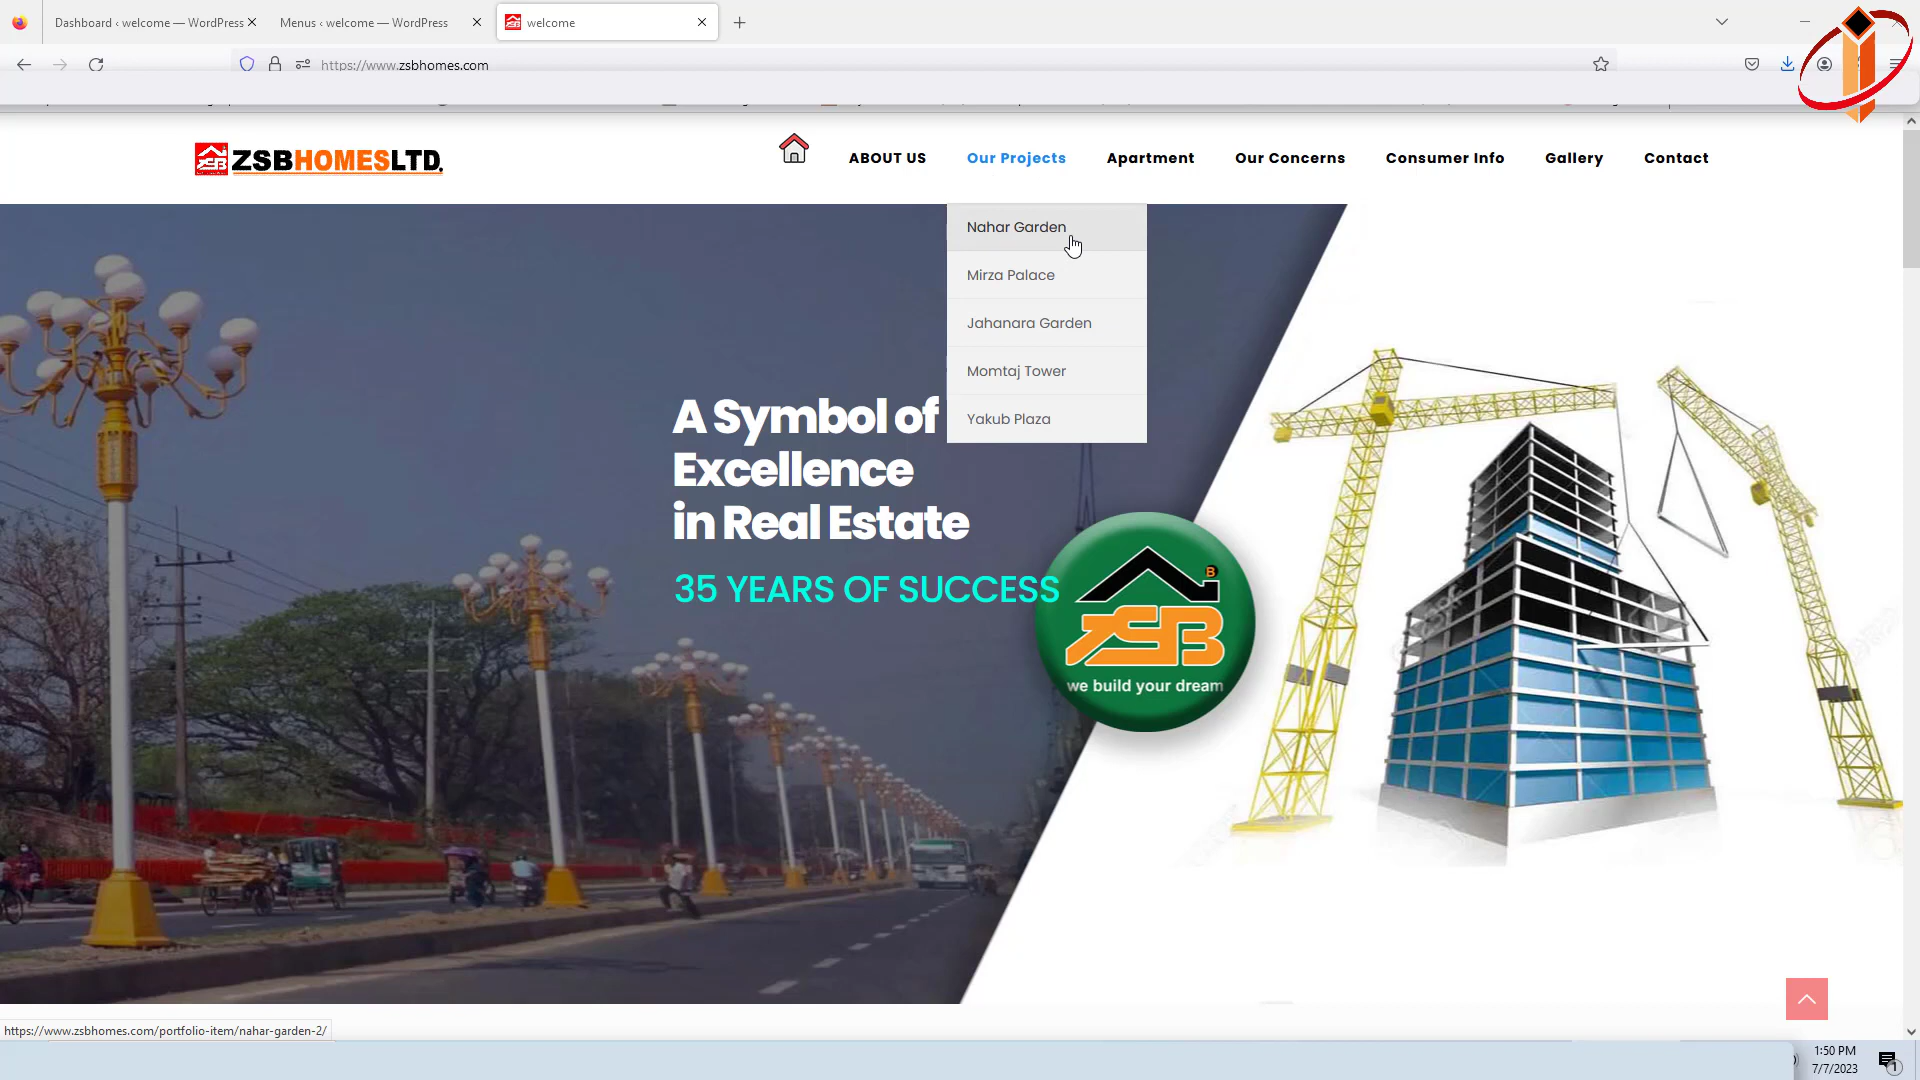 Dashboard ‹ welcome — WordPress
Menus ‹ welcome — WordPress
welcome
https://www.zsbhomes.com
ZSB ZSBHOMESLTD.
ABOUT US
Our Projects
Apartment
Our Concerns
Consumer Info
Gallery
Contact
Nahar Garden
Mirza Palace
Jahanara Garden
Momtaj Tower
Yakub Plaza
A Symbol of
Excellence
in Real Estate
35 YEARS OF SUCCESS
B
ZSB
we build your dream
https://www.zsbhomes.com/portfolio-item/nahar-garden-2/
1:50 PM
7/7/2023
1